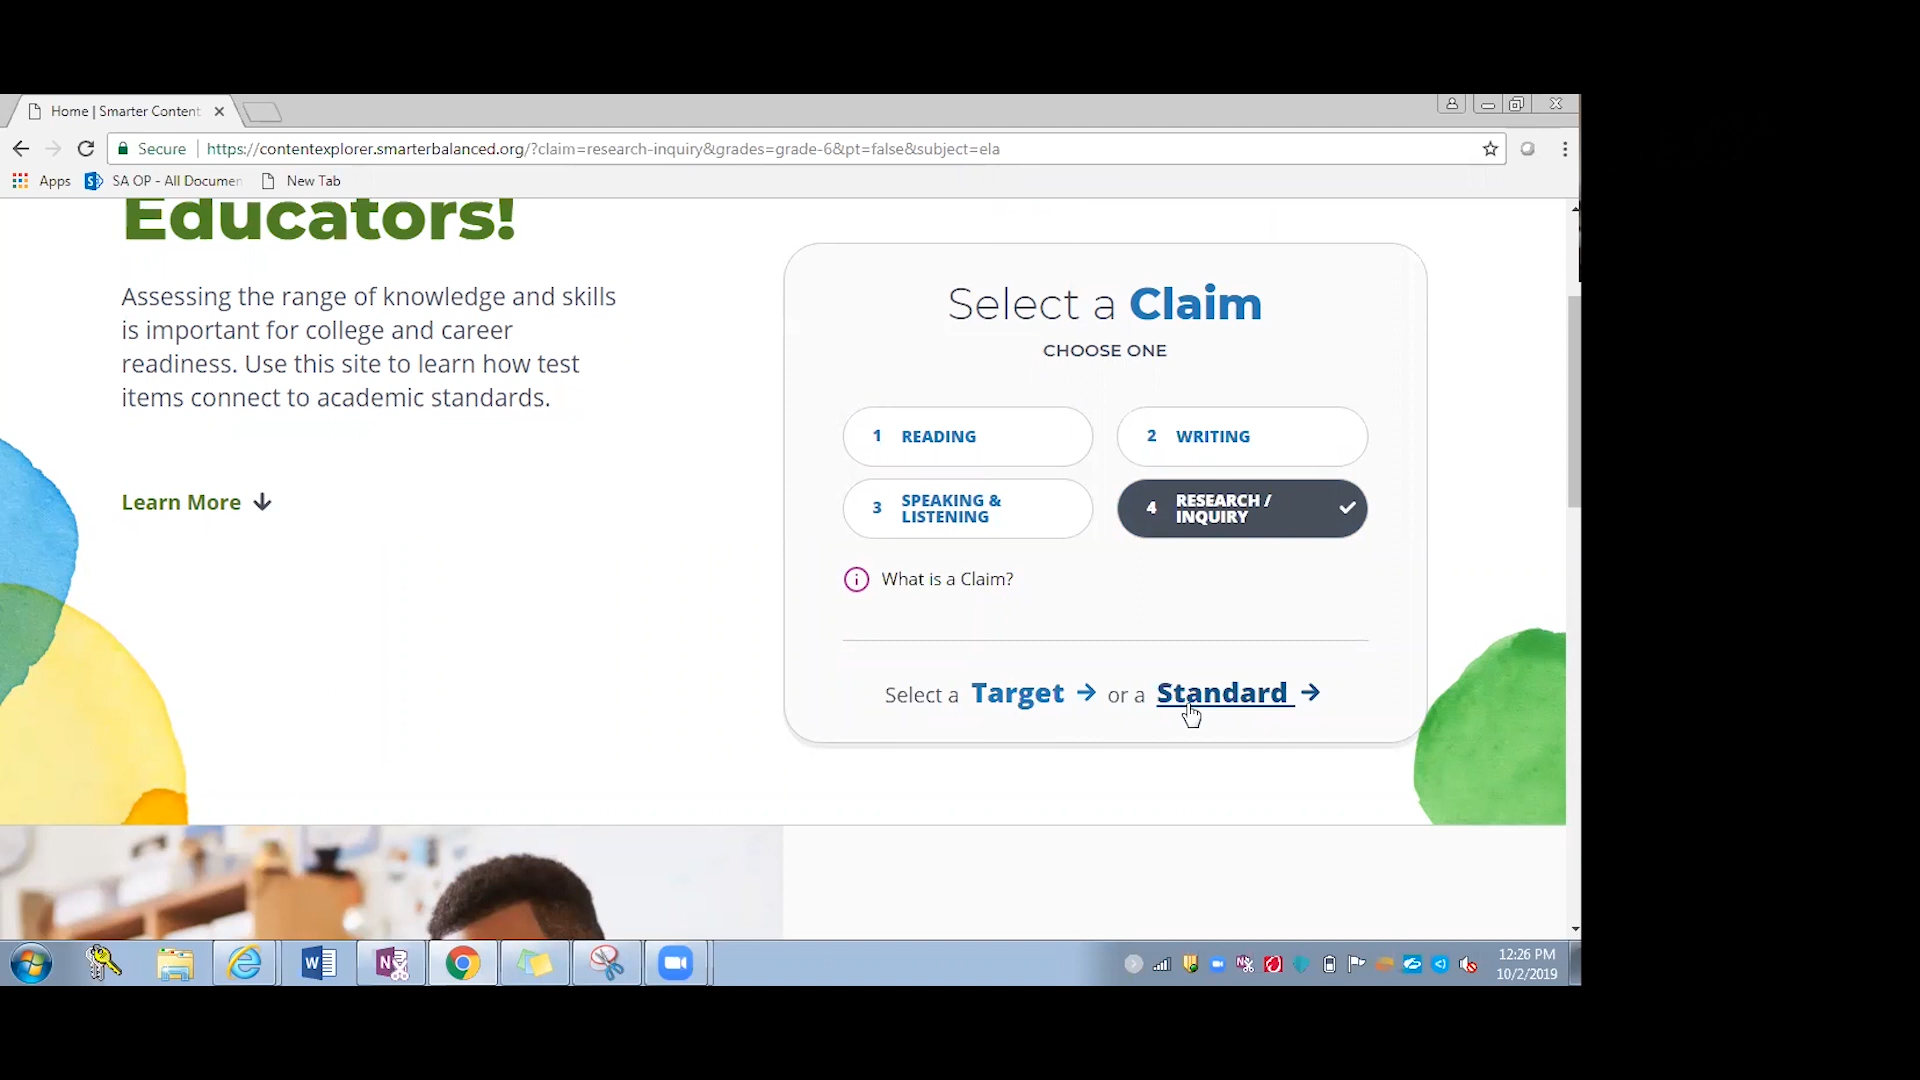 Home | Smarter Content
Secure
https://contentexplorer.smarterbalanced.org/?claim=research-inquiry&grades=grade-6&pt=false&subject=ela
Apps
SA OP - All Documen
New Tab
Educators!
Assessing the range of knowledge and skills
is important for college and career
readiness. Use this site to learn how test
items connect to academic standards.
Learn More
Select a Claim
CHOOSE ONE
1 READING
2 WRITING
3 SPEAKING &
LISTENING
4 RESEARCH /
INQUIRY
What is a Claim?
Select a Target → or a Standard →
12:26 PM
10/2/2019